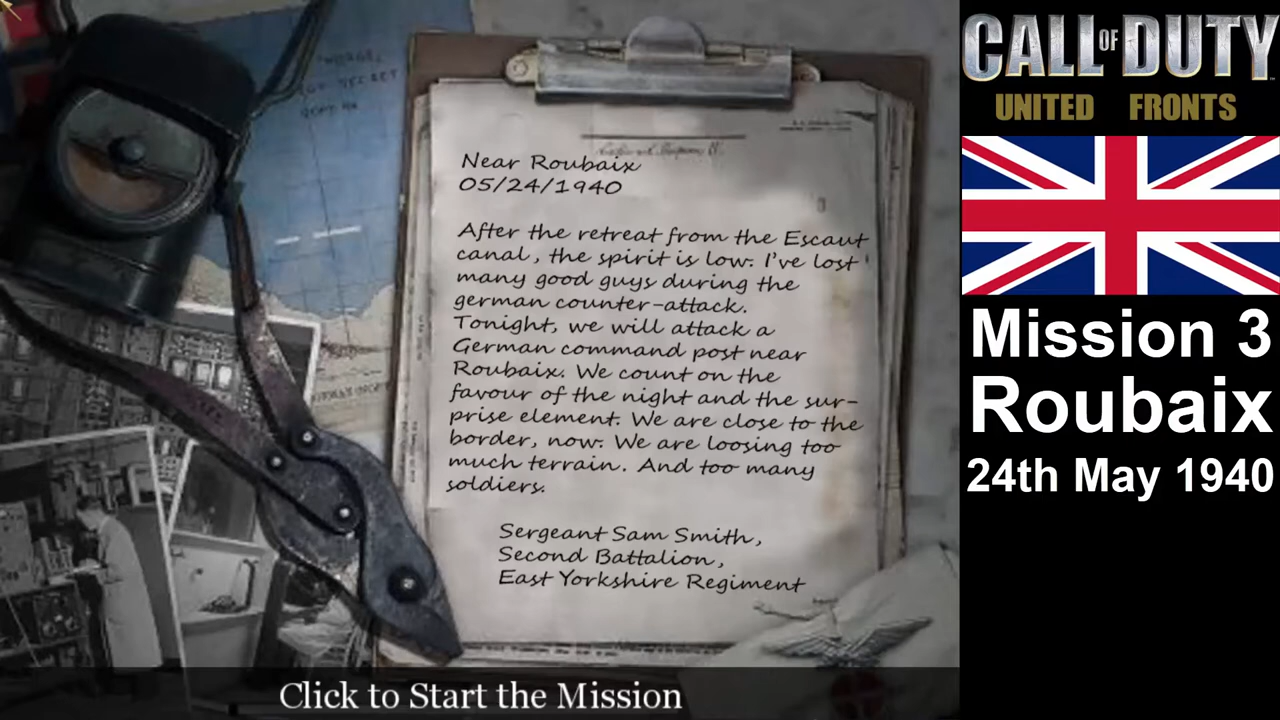 Near Roubaix
05/24/1940
After the retreat from the Escaut
canal, the spirit is low. I've lost
many good guys during the
german counter-attack.
Tonight, we will attack a
German command post near
Roubaix. We count on the
favour of the night and the sur-
prise element. We are close to the
border, now. We are loosing too
much terrain. And too many
soldiers.
Sergeant Sam Smith,
Second Battalion,
East Yorkshire Regiment
Click to Start the Mission
CALL OF DUTY
UNITED FRONTS
Mission 3
Roubaix
24th May 1940